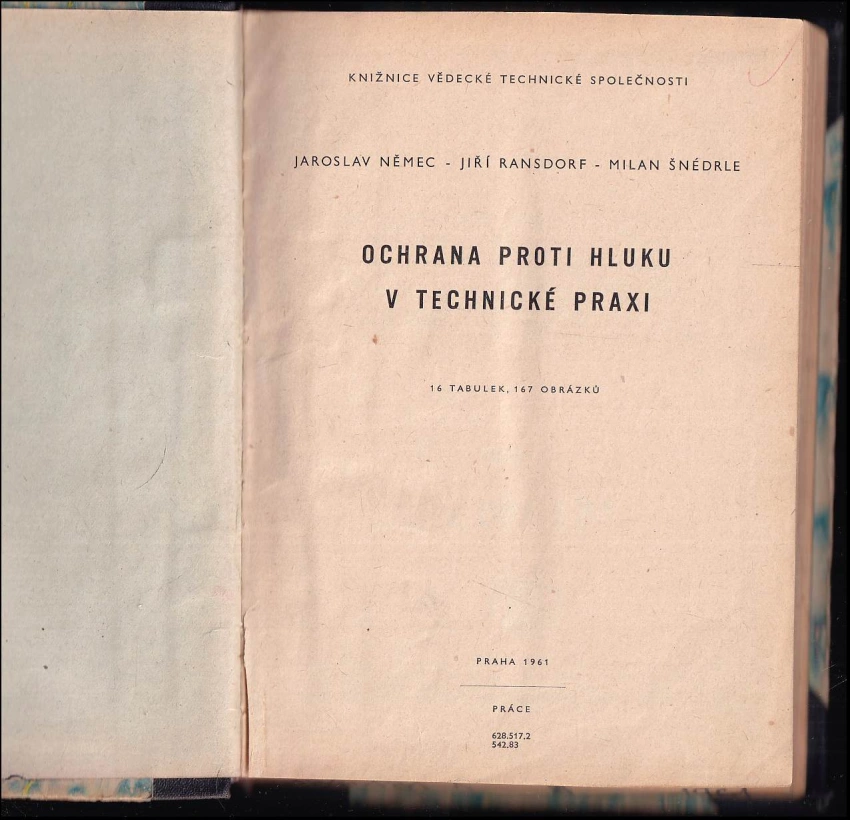 KNIŽNICE VĚDECKÉ TECHNICKÉ SPOLEČNOSTI
JAROSLAV NĚMEC - JIŘÍ RANSDORF - MILAN ŠNÉDRLE
OCHRANA PROTI HLUKU
V TECHNICKÉ PRAXI
16 TABULEK, 167 OBRÁZKŮ
PRAHA 1961
PRÁCE
628.517.2
542.83